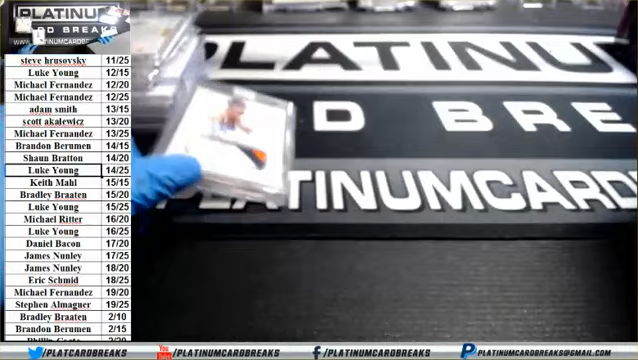 PLATINUM
RD BREAKS
WWW.PLATINUMCARDBREA
steve hrusovsky 11/25
Luke Young 12/15
Michael Fernandez 12/20
Michael Fernandez 12/25
adam smith 13/15
scott akalewicz 13/20
Michael Fernandez 13/25
Brandon Berumen 14/15
Shaun Bratton 14/20
Luke Young 14/25
Keith Mahl 15/15
Bradley Braaten 15/20
Luke Young 15/25
Michael Ritter 16/20
Luke Young 16/25
Daniel Bacon 17/20
James Nunley 17/25
James Nunley 18/20
Eric Schmid 18/25
Michael Fernandez 19/20
Stephen Almaguer 19/25
Bradley Braaten 2/10
Brandon Berumen 2/15
2/20
PLATINU
D BRE
PLATINUMCARD
/PLATCARDBREAKS
/PLATINUMCARDBREAKS
/PLATINUMCARDBREAKS
PLATINUMCARDBREAKS@GMAIL.COM